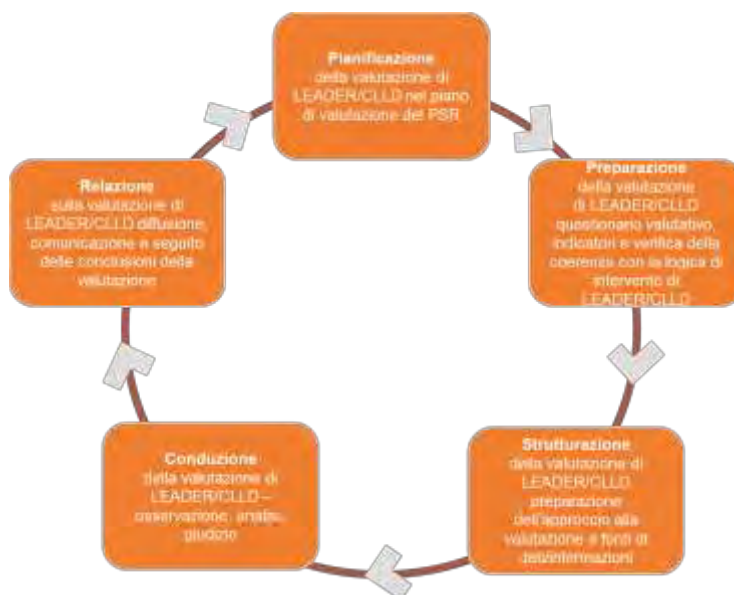 Pianificazione
della valutazione di
LEADER/CLLD nel piano
di valutazione del PSR
Preparazione
della valutazione
di LEADER/CLLD
questionario valutativo,
indicatori e verifica della
coerenza con la logica di
intervento di
LEADER/CLLD
Strutturazione
della valutazione di
LEADER/CLLD
preparazione
dell'approccio alla
valutazione e fonti di
dati/informazioni
Conduzione
della valutazione di
LEADER/CLLD –
osservazione, analisi,
giudizio
Relazione
sulla valutazione di
LEADER/CLLD diffusione,
comunicazione e seguito
delle conclusioni della
valutazione